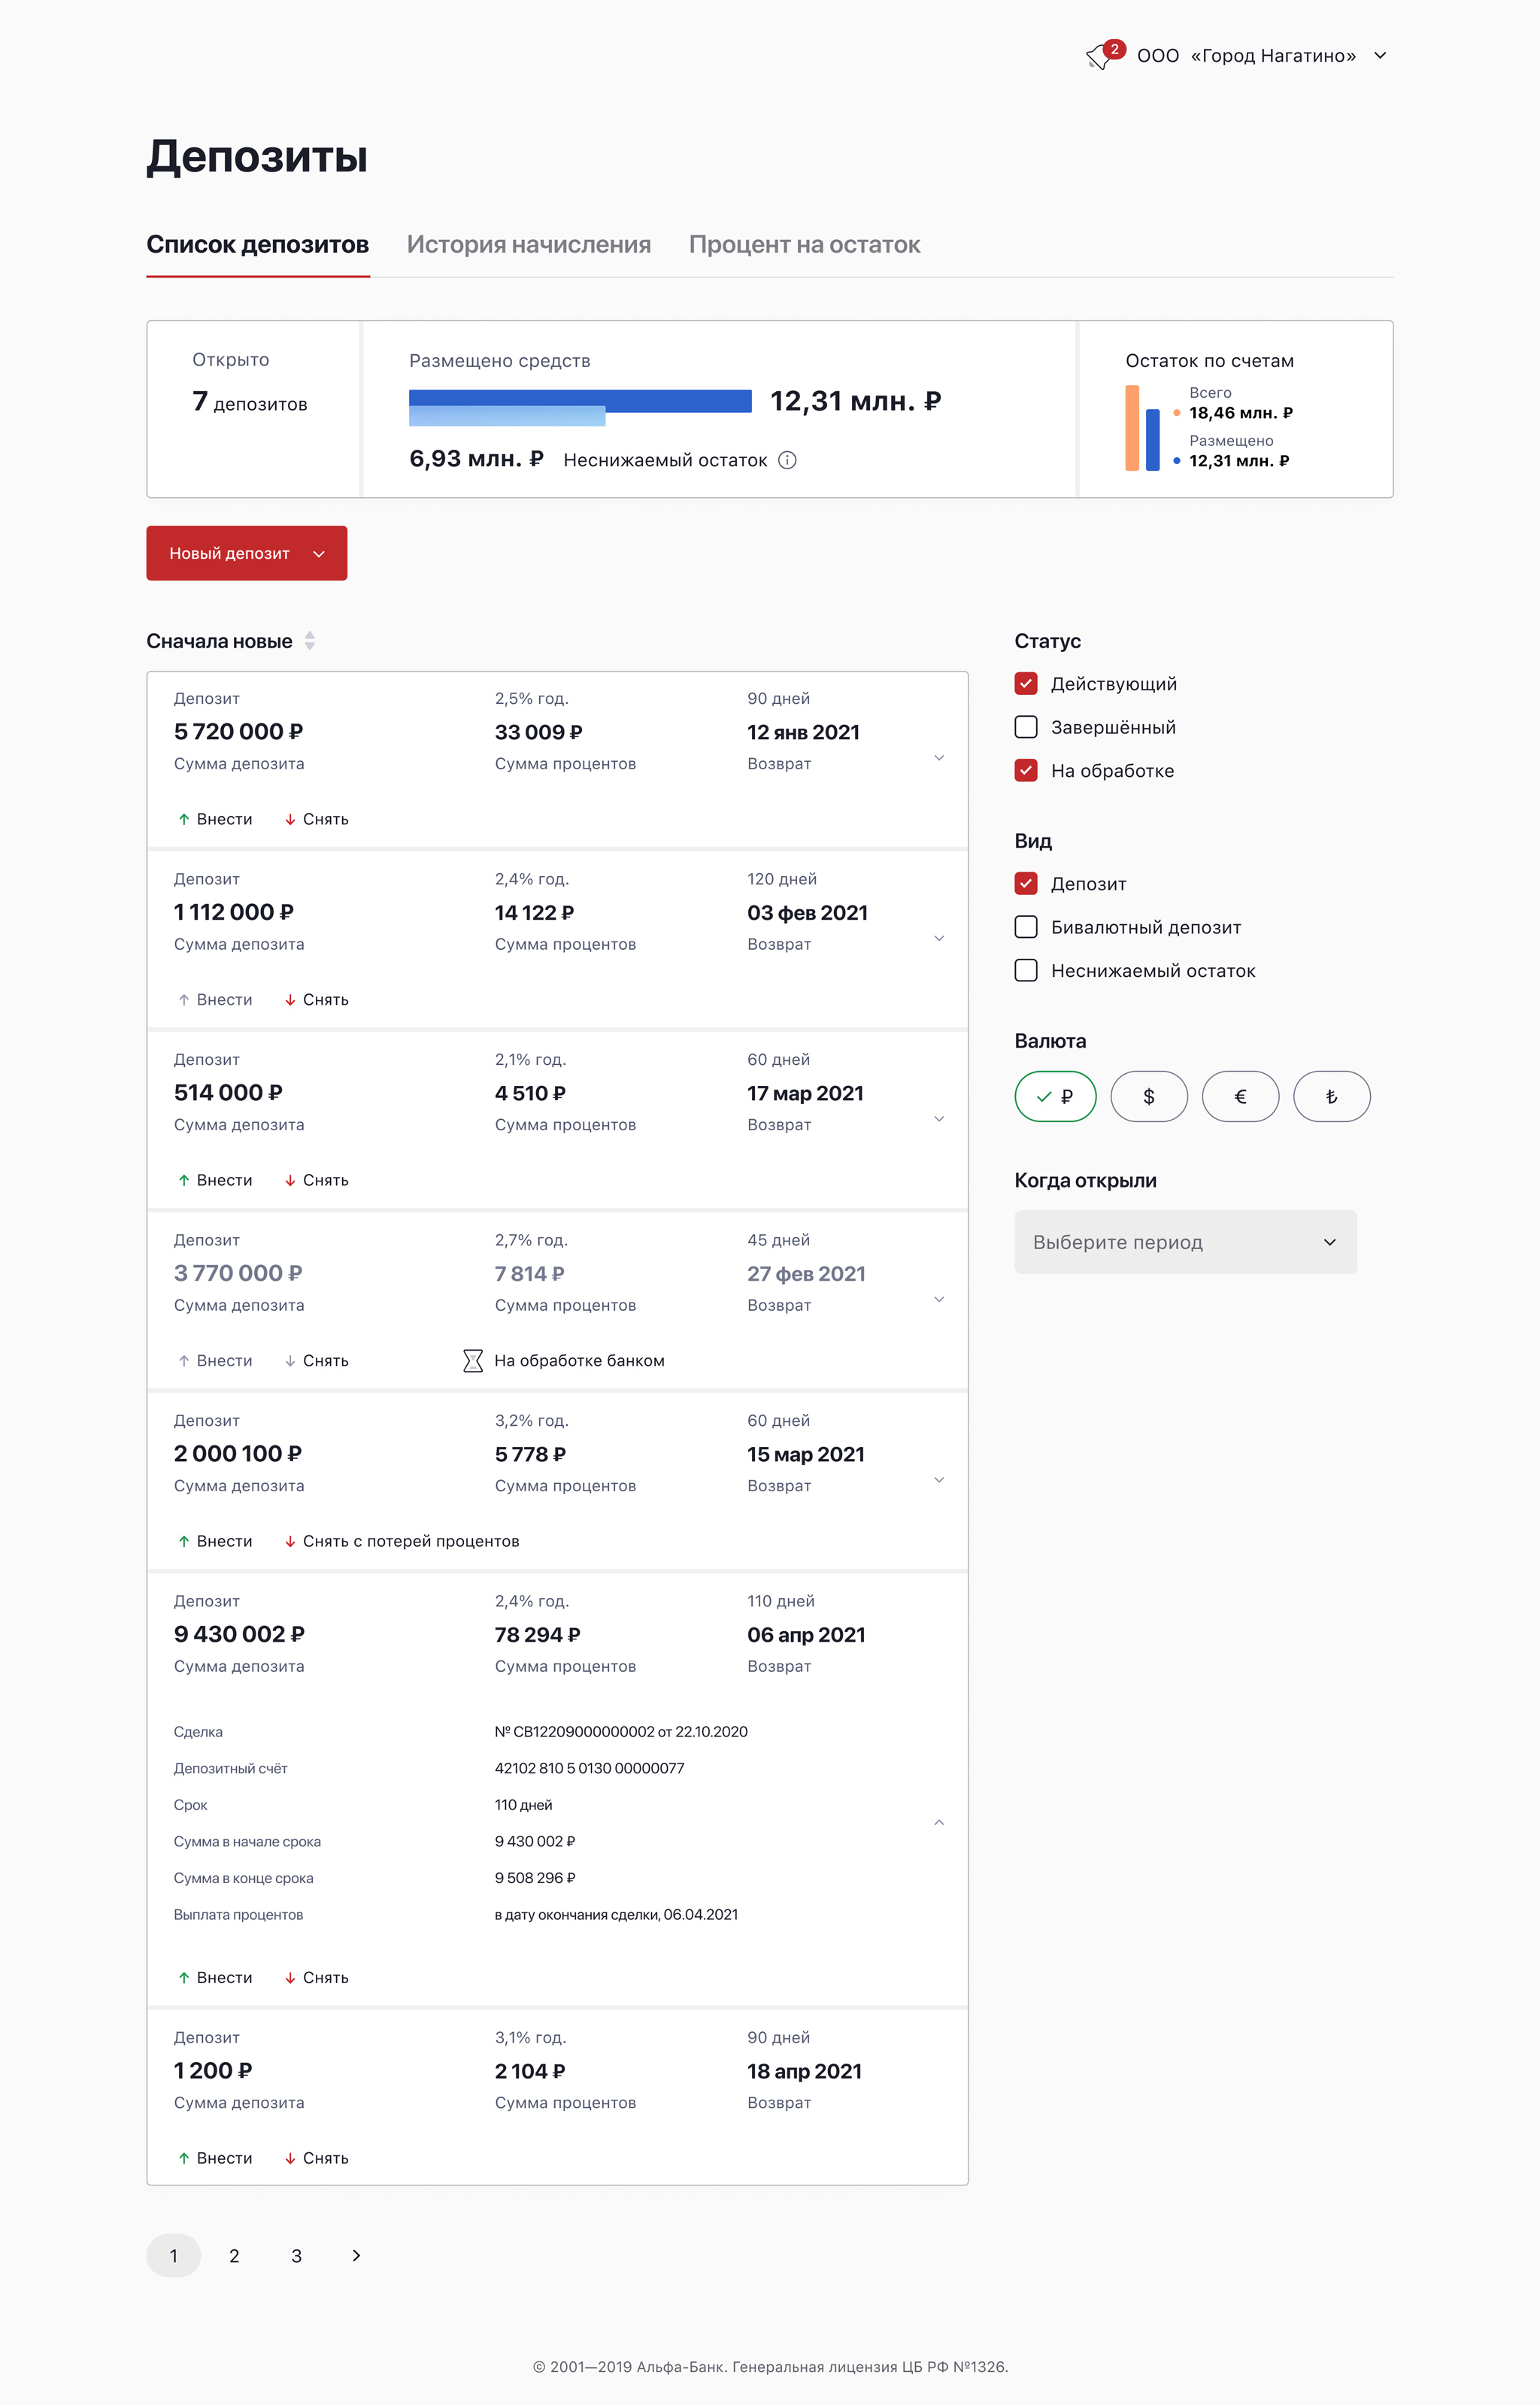 2
ООО «Город Нагатино»
Депозиты
Список депозитов
История начисления
Процент на остаток
Открыто
7 депозитов
Размещено средств
12,31 млн. ₽
6,93 млн. ₽ Неснижаемый остаток
Остаток по счетам
Всего
18,46 млн. ₽
Размещено
12,31 млн. ₽
Новый депозит
Сначала новые
Депозит 2,5% год. 90 дней
5 720 000 ₽ 33 009 ₽ 12 янв 2021
Сумма депозита Сумма процентов Возврат
Внести Снять
Депозит 2,4% год. 120 дней
1 112 000 ₽ 14 122 ₽ 03 фев 2021
Сумма депозита Сумма процентов Возврат
Внести Снять
Депозит 2,1% год. 60 дней
514 000 ₽ 4 510 ₽ 17 мар 2021
Сумма депозита Сумма процентов Возврат
Внести Снять
Депозит 2,7% год. 45 дней
3 770 000 ₽ 7 814 ₽ 27 фев 2021
Сумма депозита Сумма процентов Возврат
Внести Снять На обработке банком
Депозит 3,2% год. 60 дней
2 000 100 ₽ 5 778 ₽ 15 мар 2021
Сумма депозита Сумма процентов Возврат
Внести Снять с потерей процентов
Депозит 2,4% год. 110 дней
9 430 002 ₽ 78 294 ₽ 06 апр 2021
Сумма депозита Сумма процентов Возврат
Сделка № СВ12209000000002 от 22.10.2020
Депозитный счёт 42102 810 5 0130 00000077
Срок 110 дней
Сумма в начале срока 9 430 002 ₽
Сумма в конце срока 9 508 296 ₽
Выплата процентов в дату окончания сделки, 06.04.2021
Внести Снять
Депозит 3,1% год. 90 дней
1 200 ₽ 2 104 ₽ 18 апр 2021
Сумма депозита Сумма процентов Возврат
Внести Снять
Статус
Действующий
Завершённый
На обработке
Вид
Депозит
Бивалютный депозит
Неснижаемый остаток
Валюта
₽ $ € ₺
Когда открыли
Выберите период
1 2 3
© 2001—2019 Альфа-Банк. Генеральная лицензия ЦБ РФ №1326.